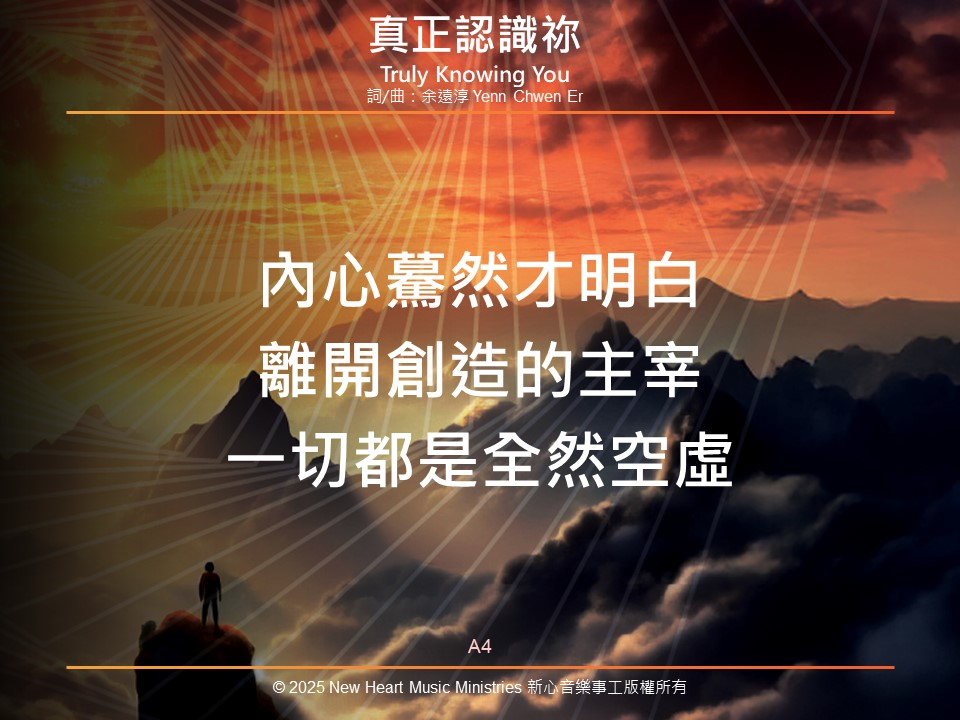 真正認識祢
Truly Knowing You
詞/曲：余遠淳 Yenn Chwen Er
內心驀然才明白
離開創造的主宰
一切都是全然空虛
A4
© 2025 New Heart Music Ministries 新心音樂事工版權所有